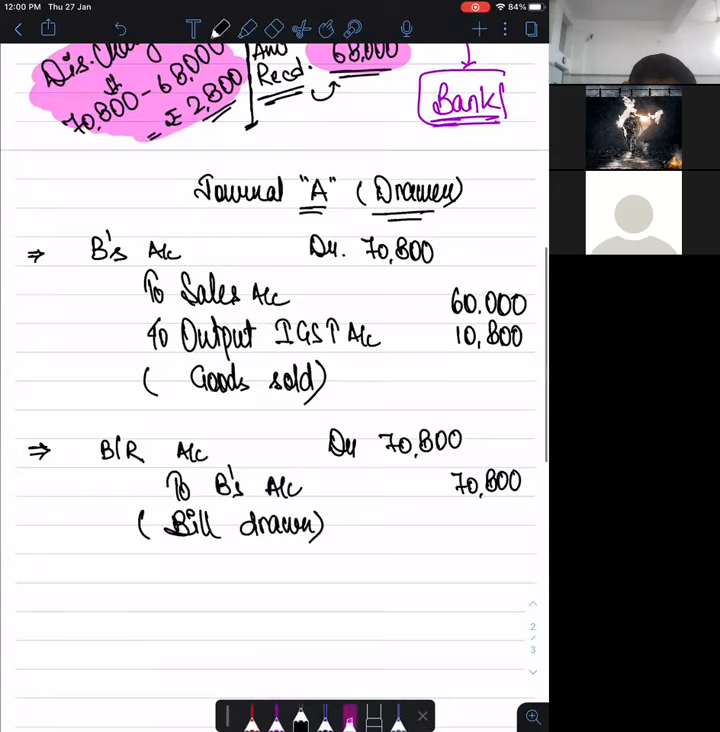 12:00 PM Thu 27 Jan
84%
Dis. Charg
70,800 - 68,000
= ₹ 2,800
Amt
Recd.
68,000
Bank
Journal "A" (Drawer)
⇒ B's A/c Dr. 70,800
To Sales A/c 60.000
To Output IGST A/c 10,800
( Goods sold)
⇒ B/R A/c Dr 70,800
To B's A/c 70,800
( Bill drawn)
2
/
3